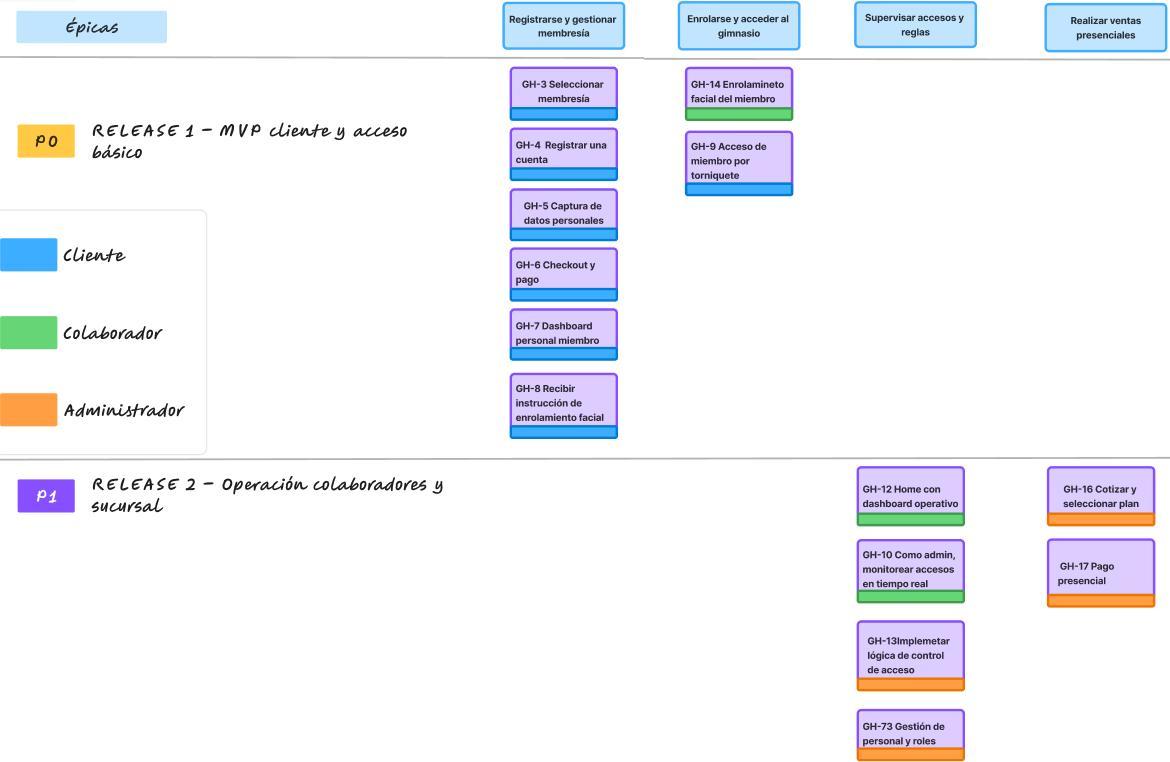 Épicas
Registrarse y gestionar
membresía
Enrolarse y acceder al
gimnasio
Supervisar accesos y
reglas
Realizar ventas
presenciales
P0
RELEASE 1 – MVP cliente y acceso
básico
GH-3 Seleccionar
membresía
GH-4 Registrar una
cuenta
GH-5 Captura de
datos personales
GH-6 Checkout y
pago
GH-7 Dashboard
personal miembro
GH-8 Recibir
instrucción de
enrolamiento facial
GH-14 Enrolamineto
facial del miembro
GH-9 Acceso de
miembro por
torniquete
Cliente
Colaborador
Administrador
P1
RELEASE 2 – Operación colaboradores y
sucursal
GH-12 Home con
dashboard operativo
GH-10 Como admin,
monitorear accesos
en tiempo real
GH-13Implemetar
lógica de control
de acceso
GH-73 Gestión de
personal y roles
GH-16 Cotizar y
seleccionar plan
GH-17 Pago
presencial